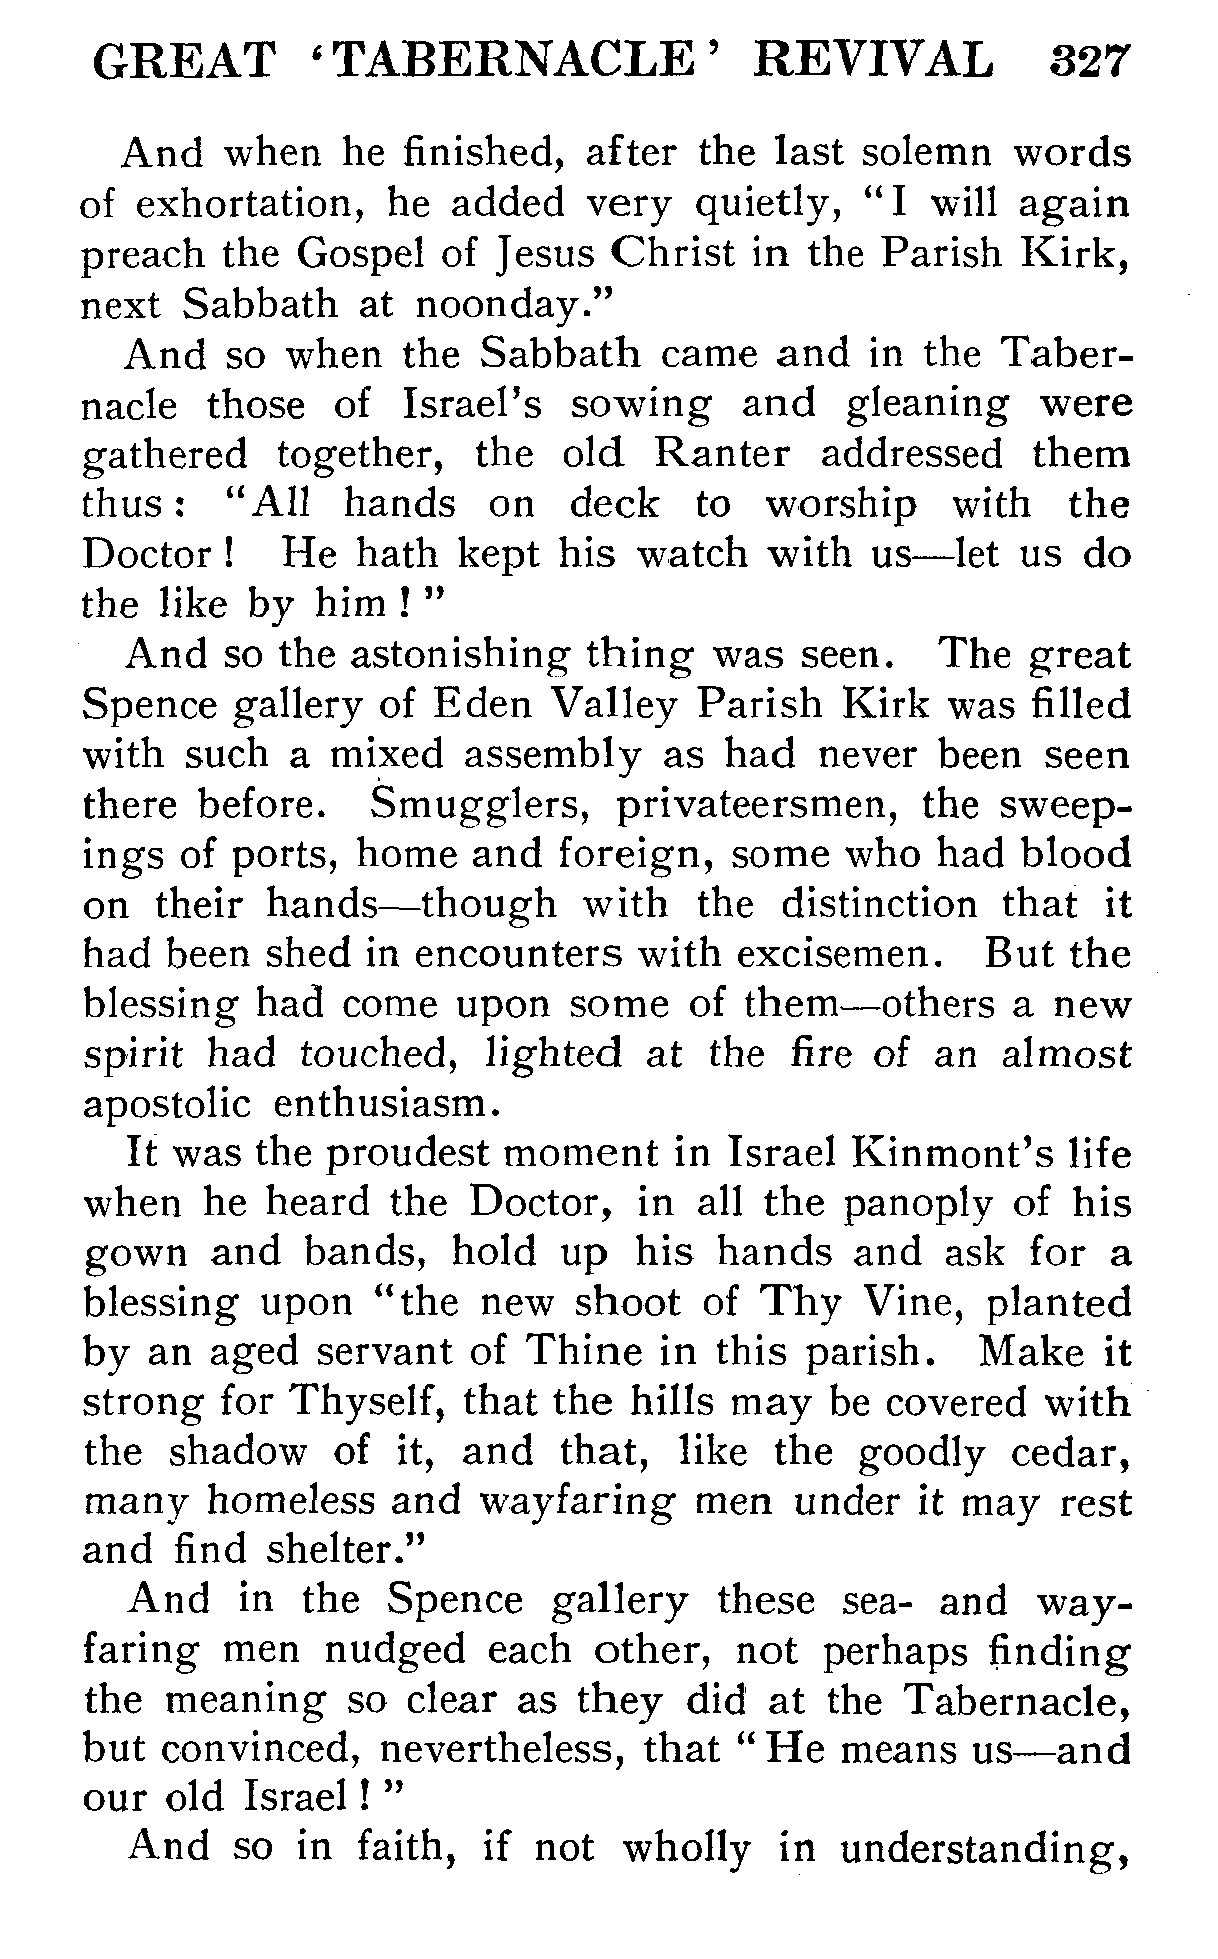 GREAT ‘TABERNACLE’ REVIVAL 327
And when he finished, after the last solemn words
of exhortation, he added very quietly, “I will again
preach the Gospel of Jesus Christ in the Parish Kirk,
next Sabbath at noonday.”
And so when the Sabbath came and in the Taber-
nacle those of Israel’s sowing and gleaning were
gathered together, the old Ranter addressed them
thus : “All hands on deck to worship with the
Doctor ! He hath kept his watch with us—let us do
the like by him ! ”
And so the astonishing thing was seen. The great
Spence gallery of Eden Valley Parish Kirk was filled
with such a mixed assembly as had never been seen
there before. Smugglers, privateersmen, the sweep-
ings of ports, home and foreign, some who had blood
on their hands—though with the distinction that it
had been shed in encounters with excisemen. But the
blessing had come upon some of them—others a new
spirit had touched, lighted at the fire of an almost
apostolic enthusiasm.
It was the proudest moment in Israel Kinmont’s life
when he heard the Doctor, in all the panoply of his
gown and bands, hold up his hands and ask for a
blessing upon “the new shoot of Thy Vine, planted
by an aged servant of Thine in this parish. Make it
strong for Thyself, that the hills may be covered with
the shadow of it, and that, like the goodly cedar,
many homeless and wayfaring men under it may rest
and find shelter.”
And in the Spence gallery these sea- and way-
faring men nudged each other, not perhaps finding
the meaning so clear as they did at the Tabernacle,
but convinced, nevertheless, that “ He means us—and
our old Israel ! ”
And so in faith, if not wholly in understanding,